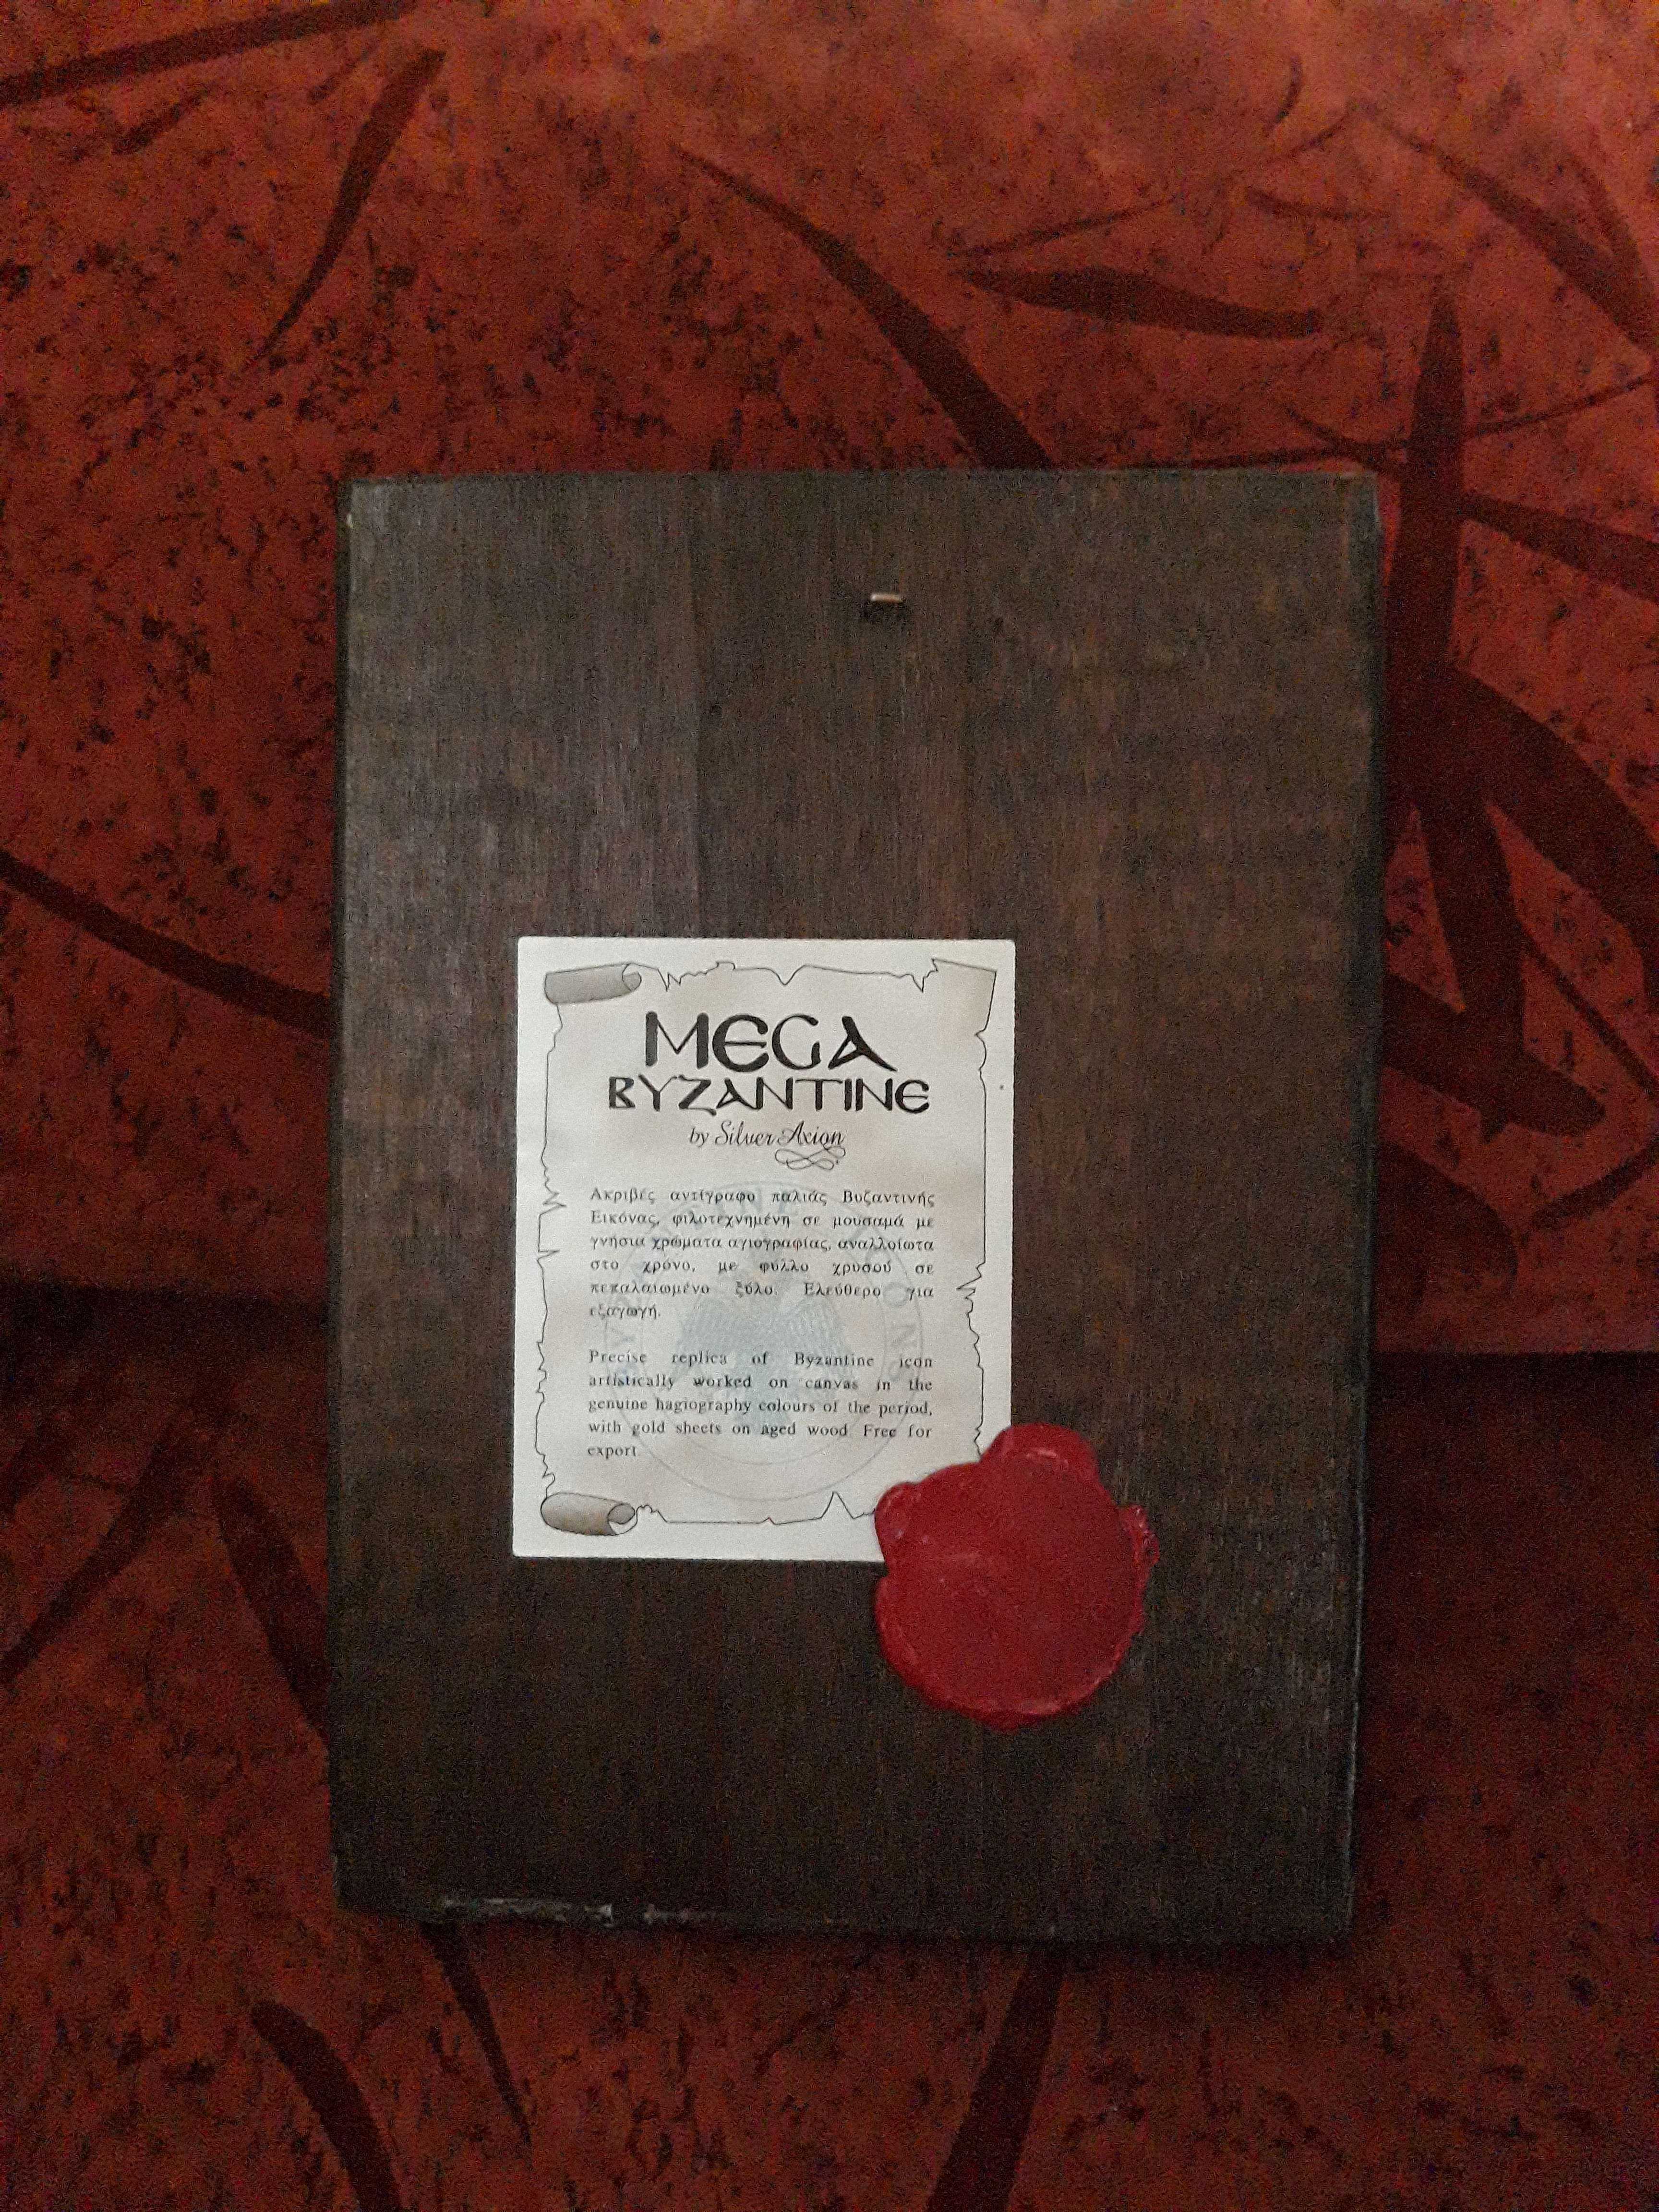 MEGA
BYZANTINE
by Silver Axion
Ακριβές αντίγραφο παλιάς Βυζαντινής
Εικόνας, φιλοτεχνημένη σε μουσαμά με
γνήσια χρώματα αγιογραφίας, αναλλοίωτα
στο χρόνο, με φύλλο χρυσού σε
πεπαλαιωμένο ξύλο. Ελεύθερο για
εξαγωγή.
Precise replica of Byzantine icon
artistically worked on canvas in the
genuine hagiography colours of the period,
with gold sheets on aged wood. Free for
export.